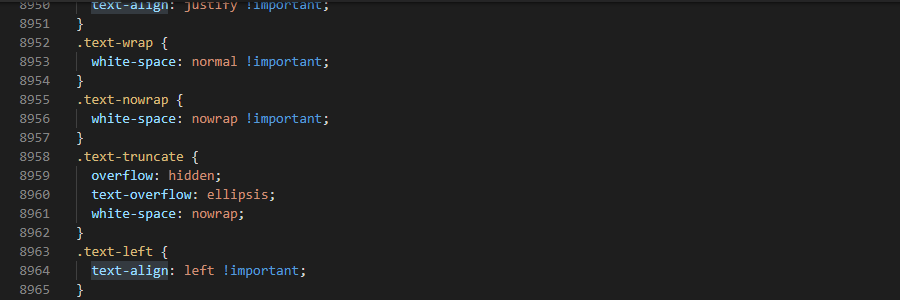 8950 text-align: justify !important;
8951 }
8952 .text-wrap {
8953 white-space: normal !important;
8954 }
8955 .text-nowrap {
8956 white-space: nowrap !important;
8957 }
8958 .text-truncate {
8959 overflow: hidden;
8960 text-overflow: ellipsis;
8961 white-space: nowrap;
8962 }
8963 .text-left {
8964 text-align: left !important;
8965 }